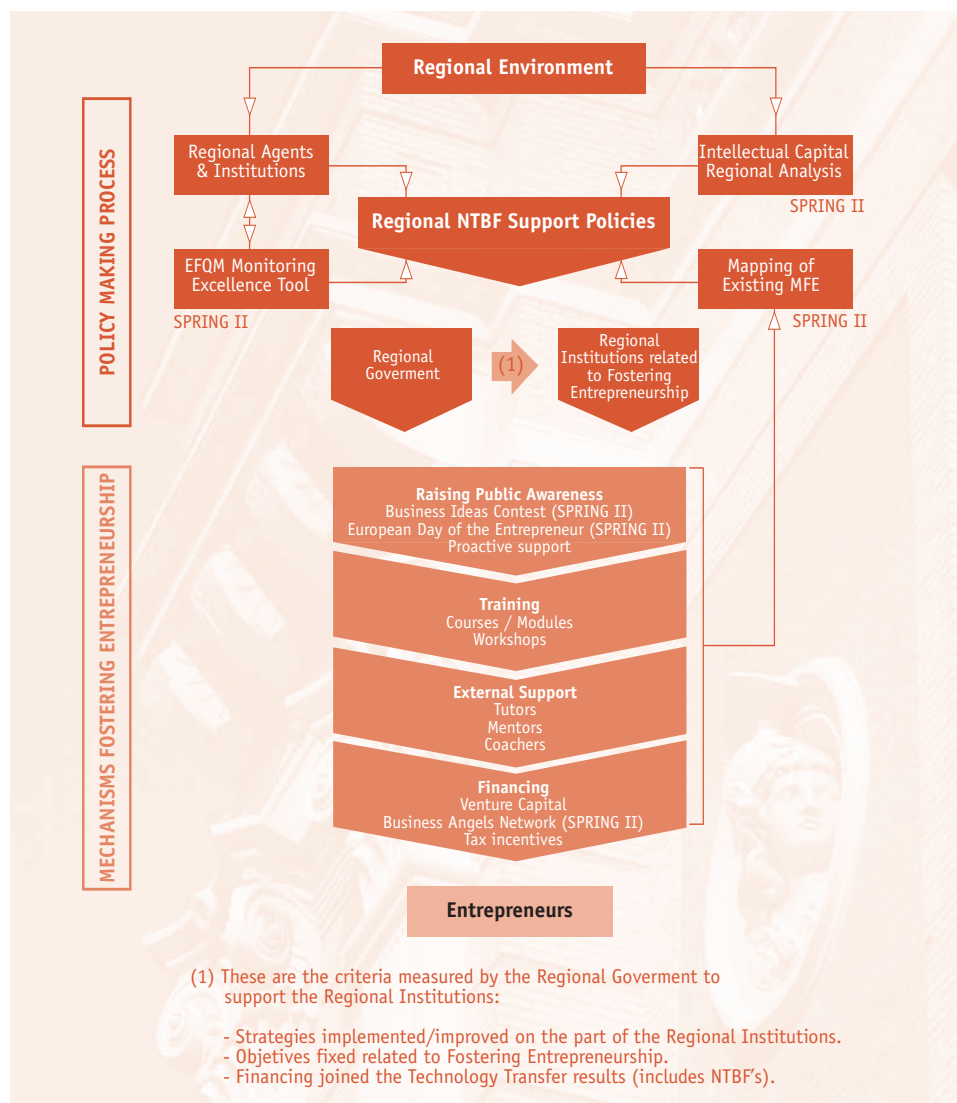 Regional Environment
POLICY MAKING PROCESS
Regional Agents
& Institutions
Intellectual Capital
Regional Analysis
SPRING II
Regional NTBF Support Policies
EFQM Monitoring
Excellence Tool
SPRING II
Mapping of
Existing MFE
SPRING II
Regional
Goverment
(1)
Regional
Institutions related
to Fostering
Entrepreneurship
MECHANISMS FOSTERING ENTREPRENEURSHIP
Raising Public Awareness
Business Ideas Contest (SPRING II)
European Day of the Entrepreneur (SPRING II)
Proactive support
Training
Courses / Modules
Workshops
External Support
Tutors
Mentors
Coachers
Financing
Venture Capital
Business Angels Network (SPRING II)
Tax incentives
Entrepreneurs
(1) These are the criteria measured by the Regional Goverment to
support the Regional Institutions:
- Strategies implemented/improved on the part of the Regional Institutions.
- Objetives fixed related to Fostering Entrepreneurship.
- Financing joined the Technology Transfer results (includes NTBF's).